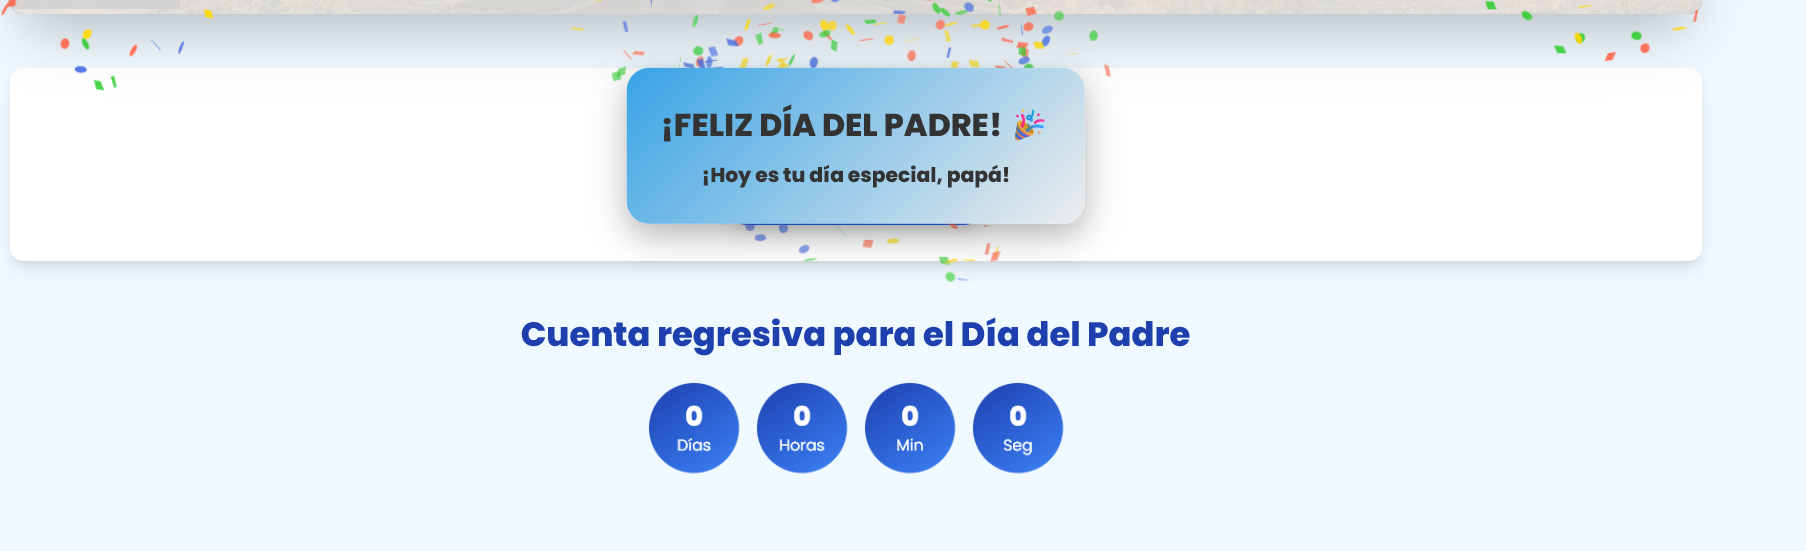 ¡FELIZ DÍA DEL PADRE! 🎉
¡Hoy es tu día especial, papá!
Cuenta regresiva para el Día del Padre
0 0 0 0
Días Horas Min Seg